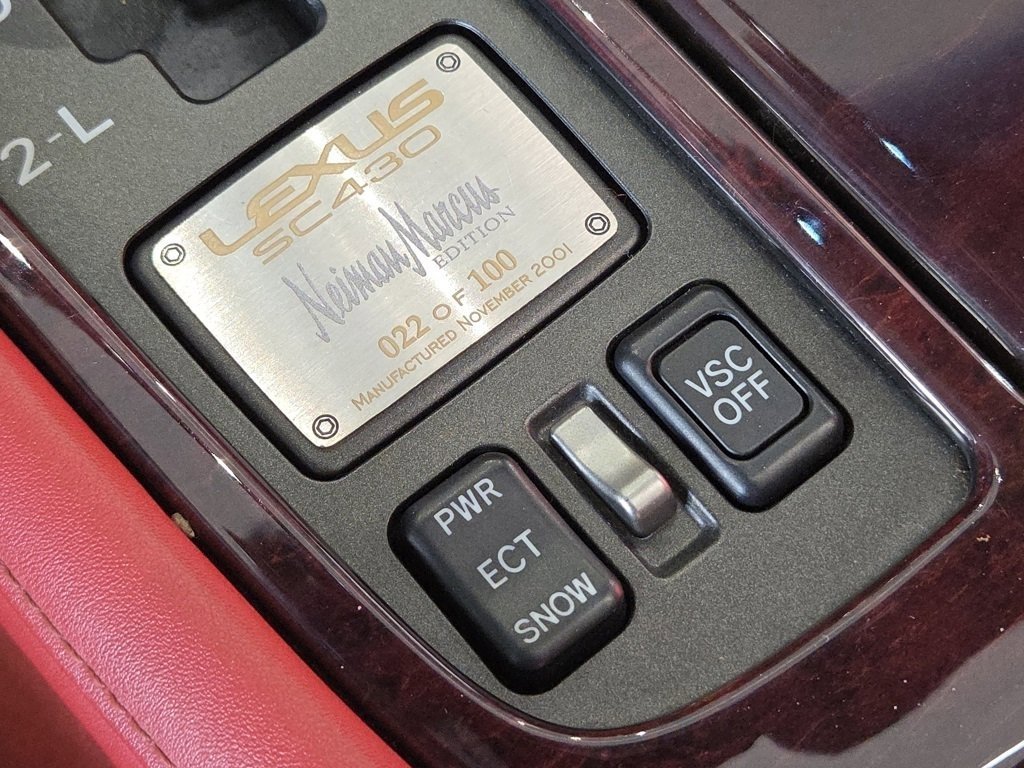 2-L
LEXUS
SC430
Neiman Marcus
EDITION
022 OF 100
MANUFACTURED NOVEMBER 2001
VSC
OFF
PWR
ECT
SNOW